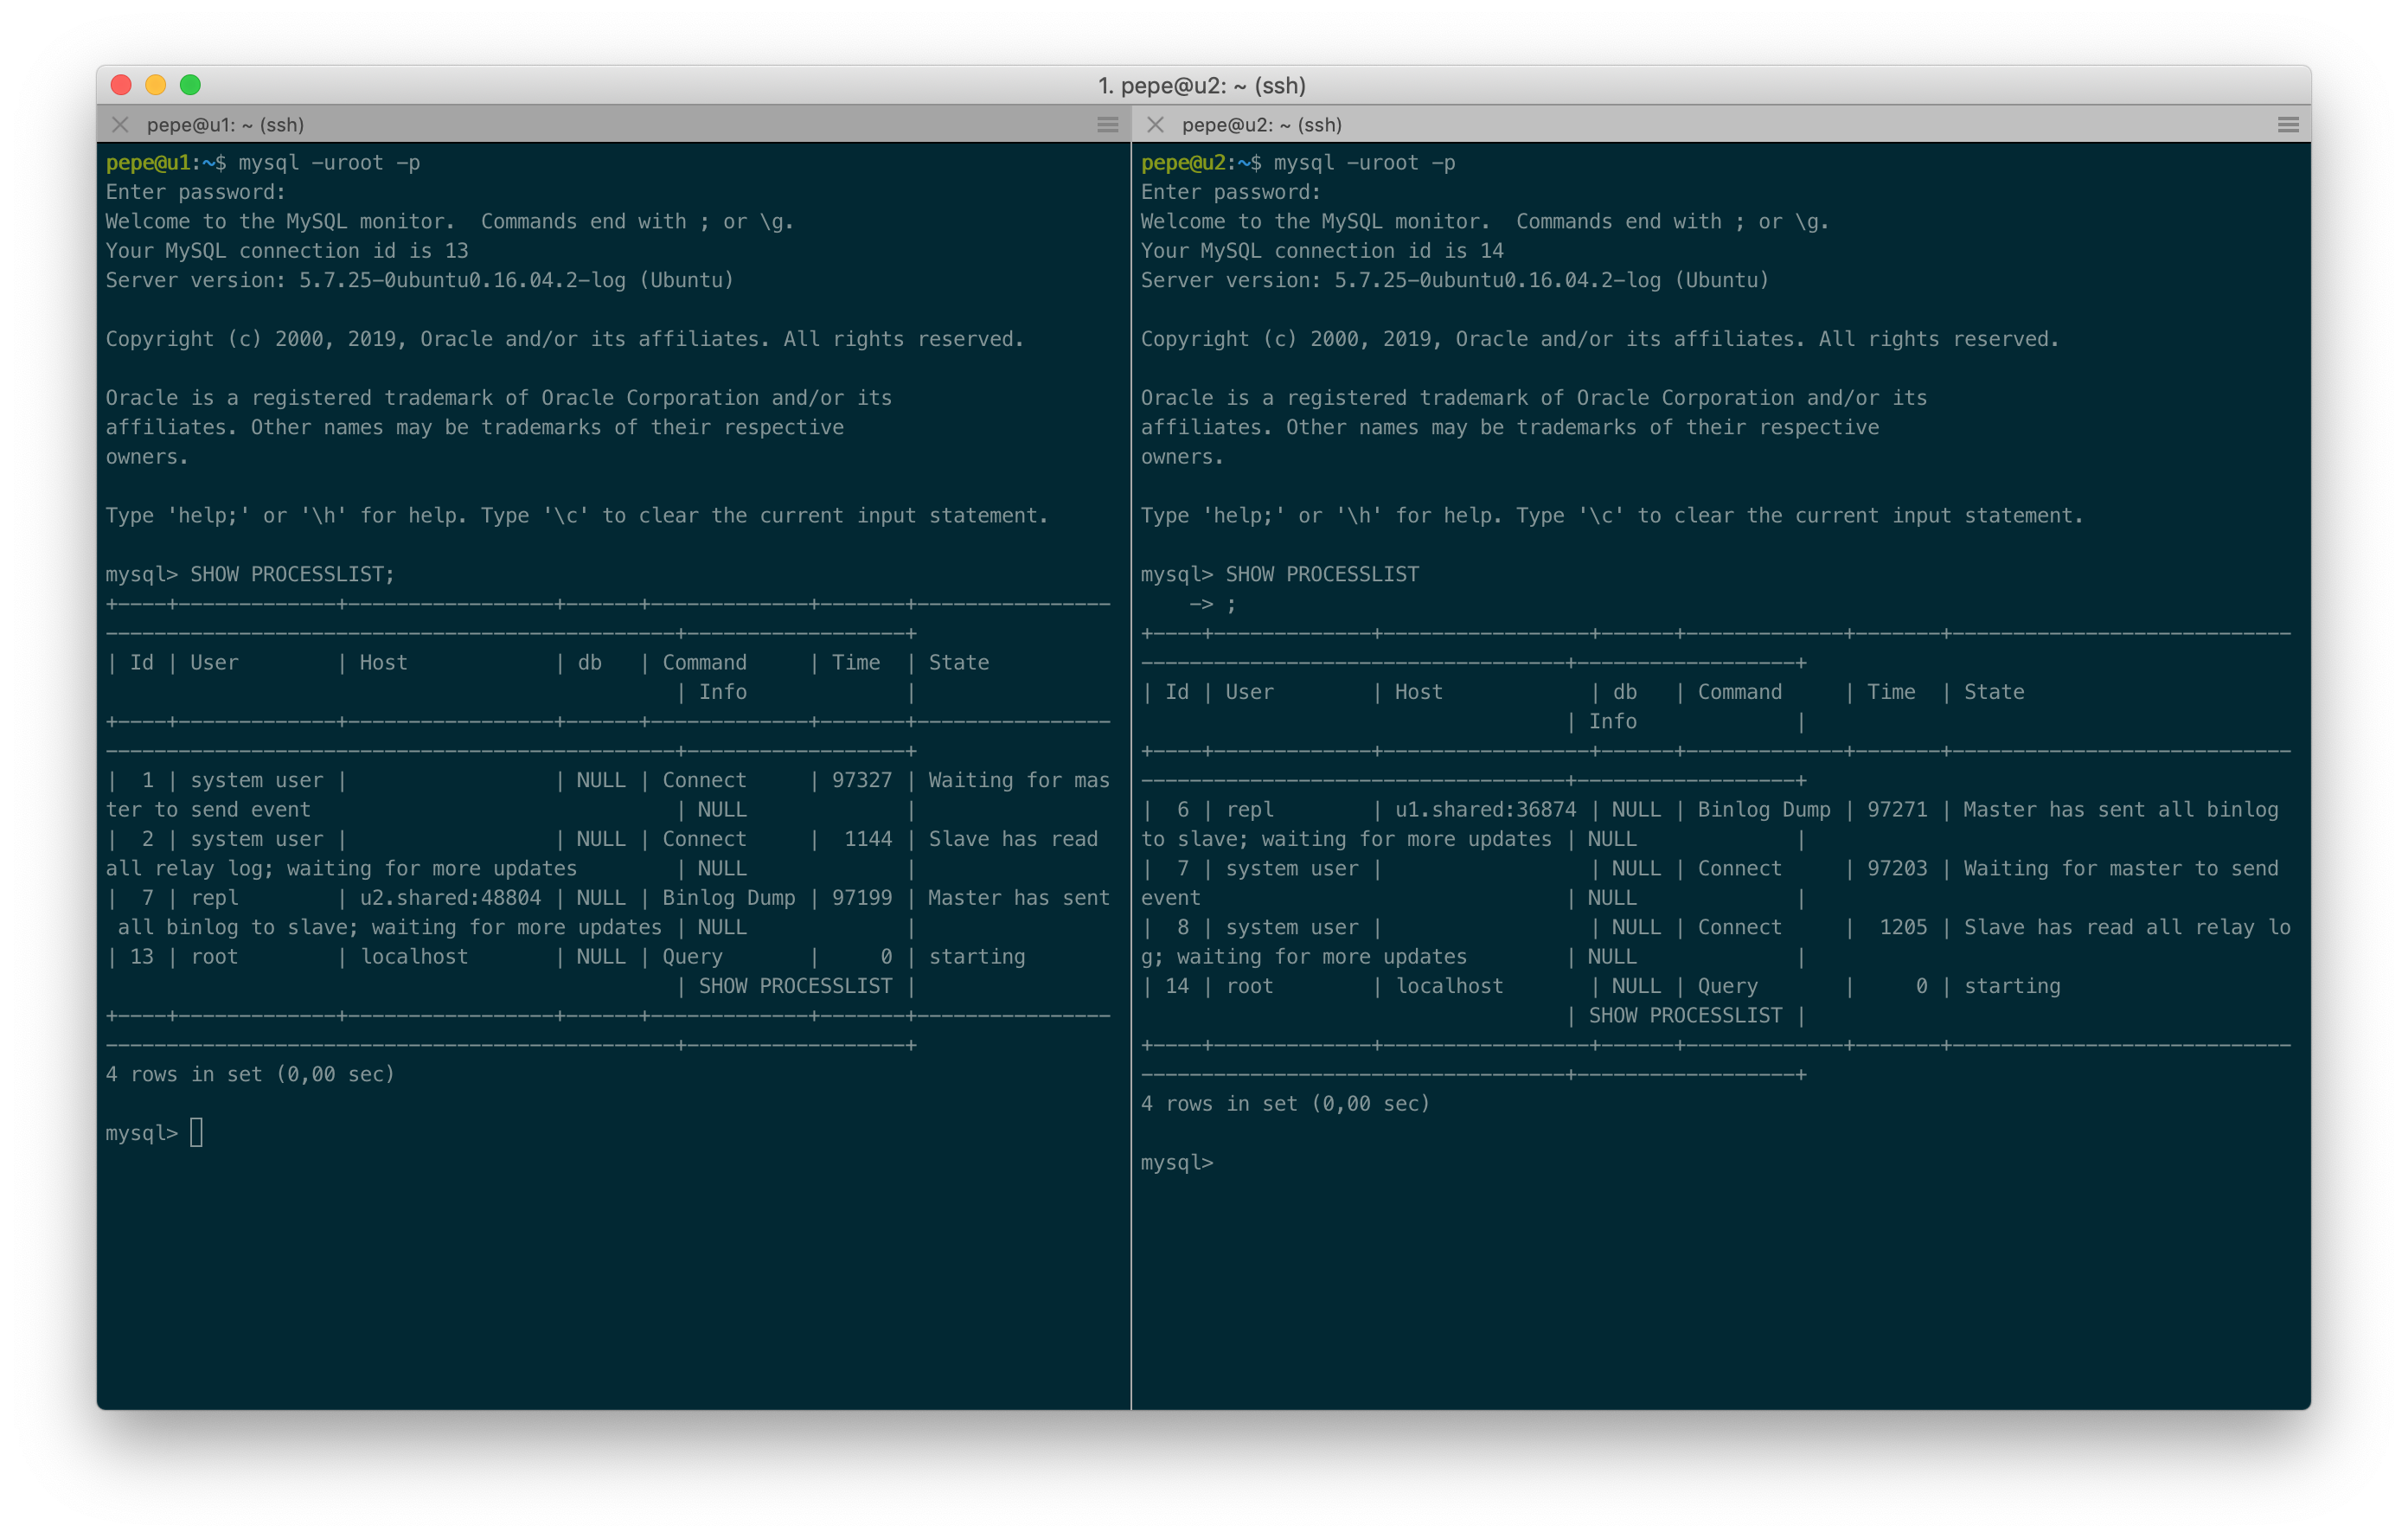 1. pepe@u2: ~ (ssh)
pepe@u1: ~ (ssh)
pepe@u1:~$ mysql -uroot -p
Enter password:
Welcome to the MySQL monitor.  Commands end with ; or \g.
Your MySQL connection id is 13
Server version: 5.7.25-0ubuntu0.16.04.2-log (Ubuntu)

Copyright (c) 2000, 2019, Oracle and/or its affiliates. All rights reserved.

Oracle is a registered trademark of Oracle Corporation and/or its
affiliates. Other names may be trademarks of their respective
owners.

Type 'help;' or '\h' for help. Type '\c' to clear the current input statement.

mysql> SHOW PROCESSLIST;
+----+-------------+-----------------+------+-------------+-------+----------------
-----------------------------------------------+------------------+
| Id | User        | Host            | db   | Command     | Time  | State
                                               | Info             |
+----+-------------+-----------------+------+-------------+-------+----------------
-----------------------------------------------+------------------+
|  1 | system user |                 | NULL | Connect     | 97327 | Waiting for mas
ter to send event                              | NULL             |
|  2 | system user |                 | NULL | Connect     |  1144 | Slave has read
all relay log; waiting for more updates        | NULL             |
|  7 | repl        | u2.shared:48804 | NULL | Binlog Dump | 97199 | Master has sent
 all binlog to slave; waiting for more updates | NULL             |
| 13 | root        | localhost       | NULL | Query       |     0 | starting
                                               | SHOW PROCESSLIST |
+----+-------------+-----------------+------+-------------+-------+----------------
-----------------------------------------------+------------------+
4 rows in set (0,00 sec)

mysql>
pepe@u2: ~ (ssh)
pepe@u2:~$ mysql -uroot -p
Enter password:
Welcome to the MySQL monitor.  Commands end with ; or \g.
Your MySQL connection id is 14
Server version: 5.7.25-0ubuntu0.16.04.2-log (Ubuntu)

Copyright (c) 2000, 2019, Oracle and/or its affiliates. All rights reserved.

Oracle is a registered trademark of Oracle Corporation and/or its
affiliates. Other names may be trademarks of their respective
owners.

Type 'help;' or '\h' for help. Type '\c' to clear the current input statement.

mysql> SHOW PROCESSLIST
    -> ;
+----+-------------+-----------------+------+-------------+-------+----------------------------
-----------------------------------+------------------+
| Id | User        | Host            | db   | Command     | Time  | State
                                   | Info             |
+----+-------------+-----------------+------+-------------+-------+----------------------------
-----------------------------------+------------------+
|  6 | repl        | u1.shared:36874 | NULL | Binlog Dump | 97271 | Master has sent all binlog
to slave; waiting for more updates | NULL             |
|  7 | system user |                 | NULL | Connect     | 97203 | Waiting for master to send
event                              | NULL             |
|  8 | system user |                 | NULL | Connect     |  1205 | Slave has read all relay lo
g; waiting for more updates        | NULL             |
| 14 | root        | localhost       | NULL | Query       |     0 | starting
                                   | SHOW PROCESSLIST |
+----+-------------+-----------------+------+-------------+-------+----------------------------
-----------------------------------+------------------+
4 rows in set (0,00 sec)

mysql>